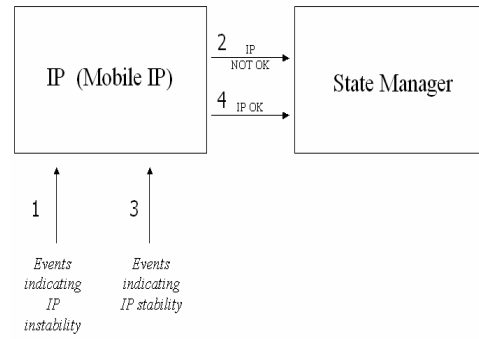 IP (Mobile IP)
2 IP
NOT OK
4 IP OK
State Manager
1
3
Events
indicating
IP
instability
Events
indicating
IP stability